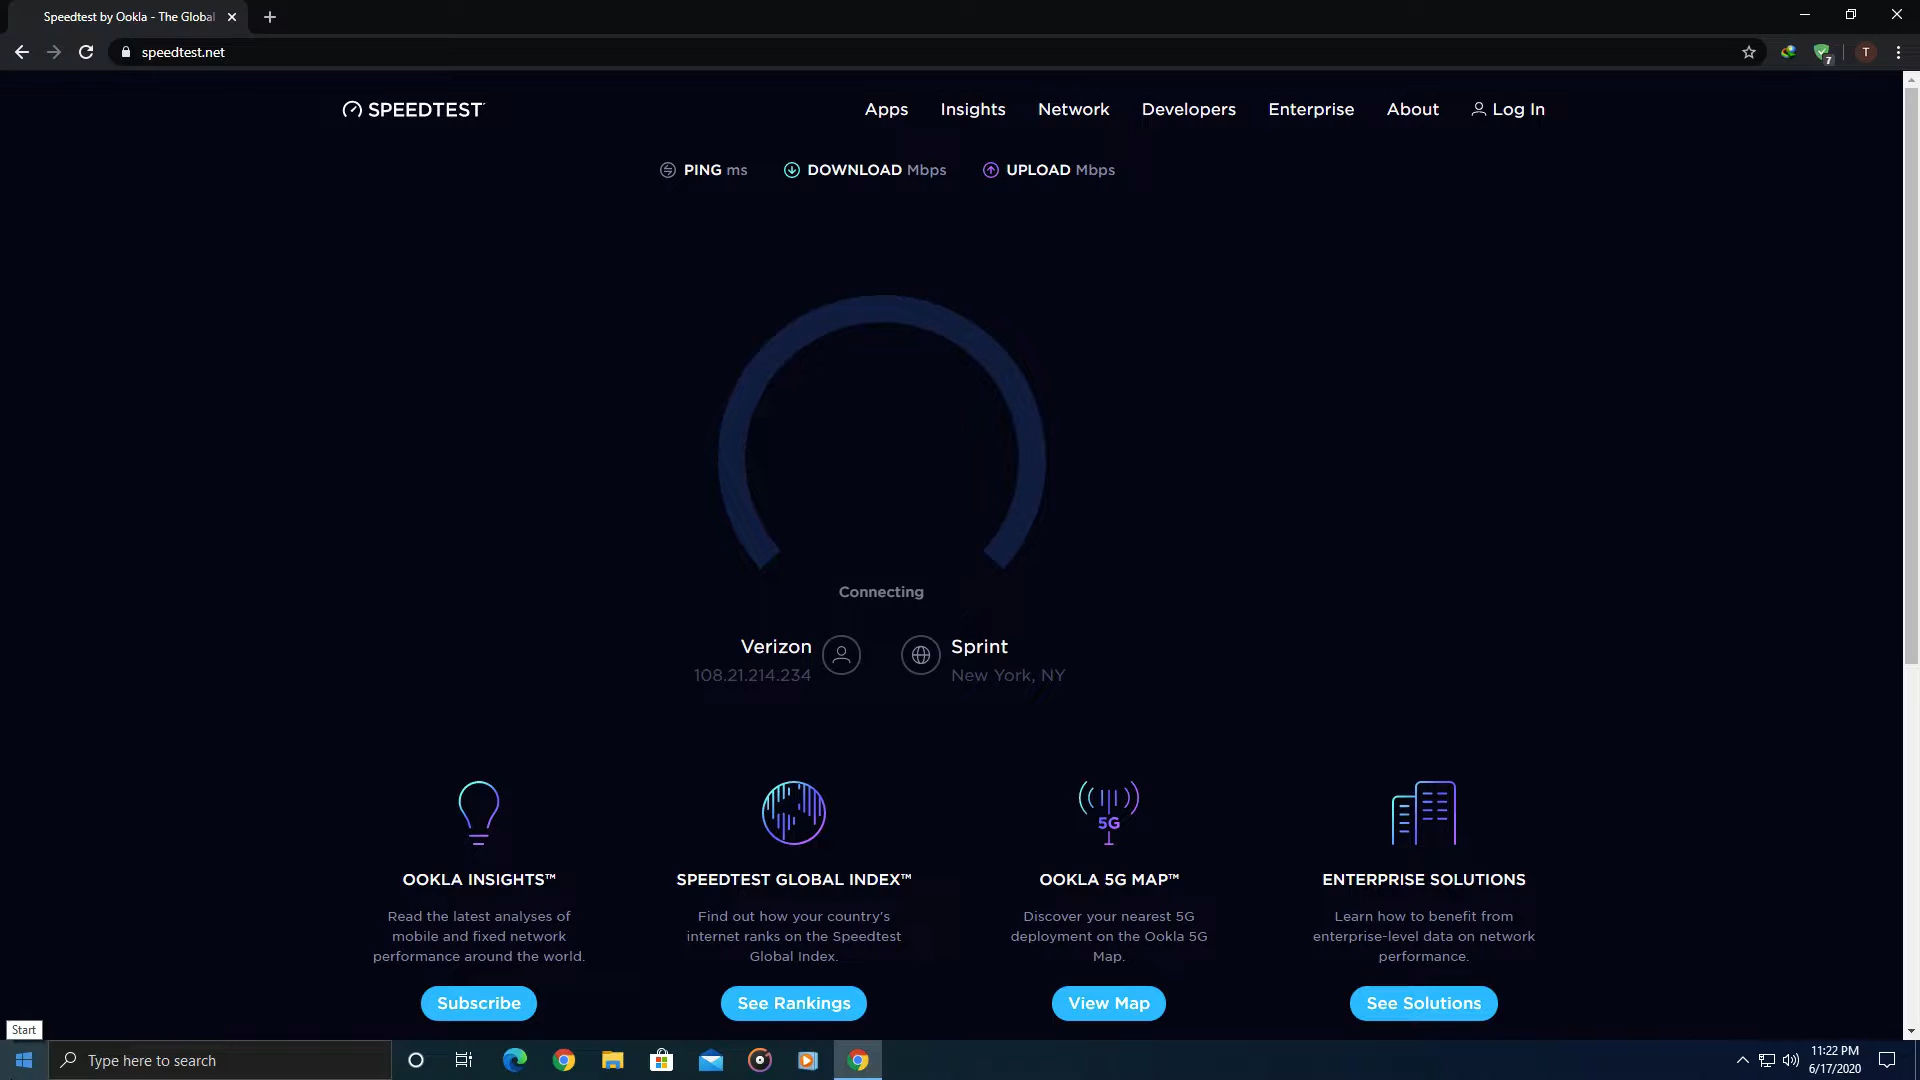 Speedtest by Ookla - The Global
speedtest.net
7
T
SPEEDTEST
Apps Insights Network Developers Enterprise About Log In
PING ms DOWNLOAD Mbps UPLOAD Mbps
Connecting
Verizon Sprint
108.21.214.234 New York, NY
5G
OOKLA INSIGHTS™
Read the latest analyses of
mobile and fixed network
performance around the world.
Subscribe
SPEEDTEST GLOBAL INDEX™
Find out how your country's
internet ranks on the Speedtest
Global Index.
See Rankings
OOKLA 5G MAP™
Discover your nearest 5G
deployment on the Ookla 5G
Map.
View Map
ENTERPRISE SOLUTIONS
Learn how to benefit from
enterprise-level data on network
performance.
See Solutions
Start
Type here to search
11:22 PM
6/17/2020